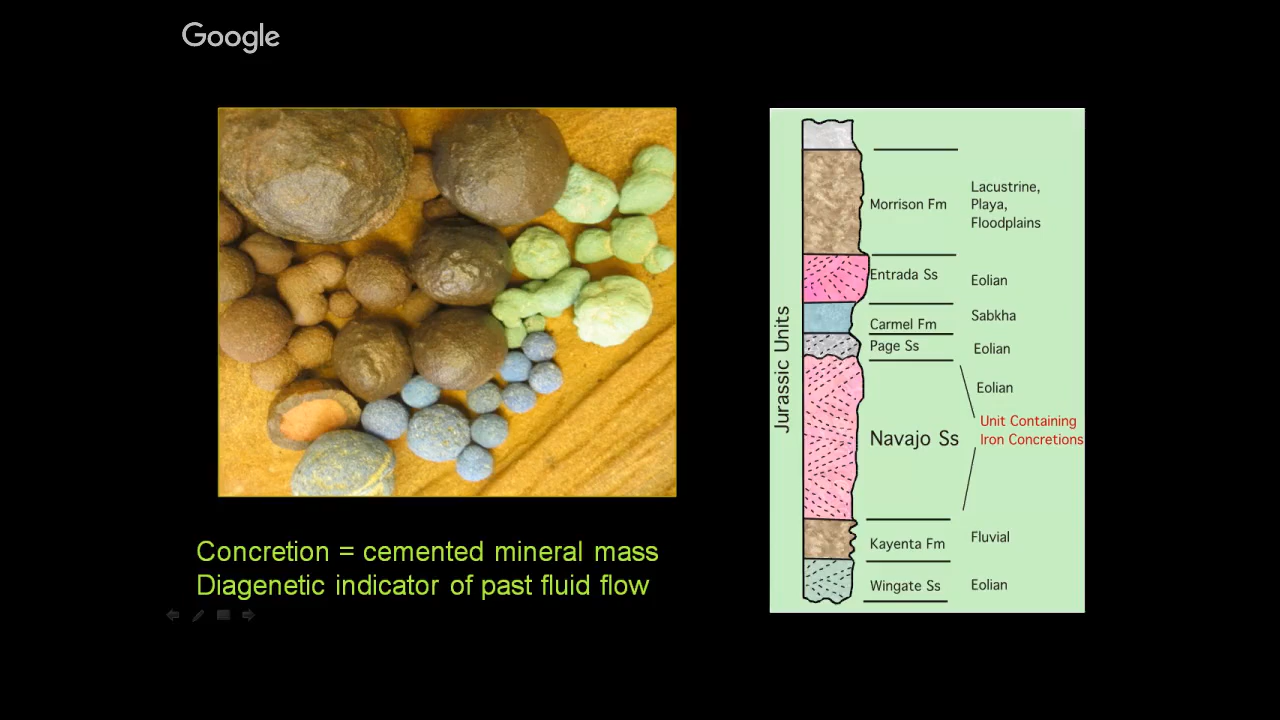 Google
Concretion = cemented mineral mass
Diagenetic indicator of past fluid flow
Jurassic Units
Morrison Fm
Lacustrine,
Playa,
Floodplains
Entrada Ss
Eolian
Carmel Fm
Sabkha
Page Ss
Eolian
Eolian
Navajo Ss
Unit Containing
Iron Concretions
Kayenta Fm
Fluvial
Wingate Ss
Eolian